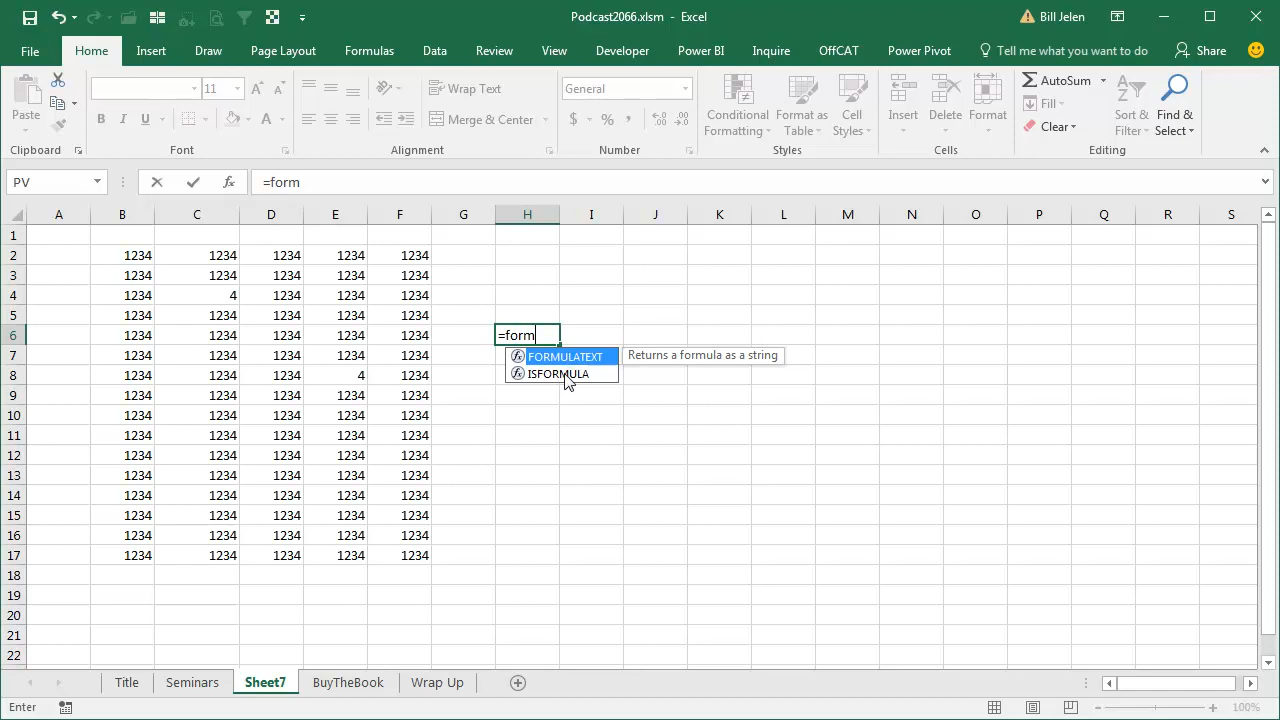 Podcast2066.xlsm - Excel
Bill Jelen
File Home Insert Draw Page Layout Formulas Data Review View Developer Power BI Inquire OffCAT Power Pivot Tell me what you want to do Share
Paste
11
B I U
A A
A
Wrap Text
Merge & Center
General
$ % ,
Conditional Formatting
Format as Table
Cell Styles
Insert
Delete
Format
AutoSum
Fill
Clear
Sort & Filter
Find & Select
Clipboard Font Alignment Number Styles Cells Editing
PV fx =form
A B C D E F G H I J K L M N O P Q R S
1
2 1234 1234 1234 1234 1234
3 1234 1234 1234 1234 1234
4 1234 4 1234 1234 1234
5 1234 1234 1234 1234 1234
6 1234 1234 1234 1234 1234 =form
7 1234 1234 1234 1234 1234 FORMULATEXT Returns a formula as a string
8 1234 1234 1234 4 1234 ISFORMULA
9 1234 1234 1234 1234 1234
10 1234 1234 1234 1234 1234
11 1234 1234 1234 1234 1234
12 1234 1234 1234 1234 1234
13 1234 1234 1234 1234 1234
14 1234 1234 1234 1234 1234
15 1234 1234 1234 1234 1234
16 1234 1234 1234 1234 1234
17 1234 1234 1234 1234 1234
18
19
20
21
22
Title Seminars Sheet7 BuyTheBook Wrap Up
Enter 100%